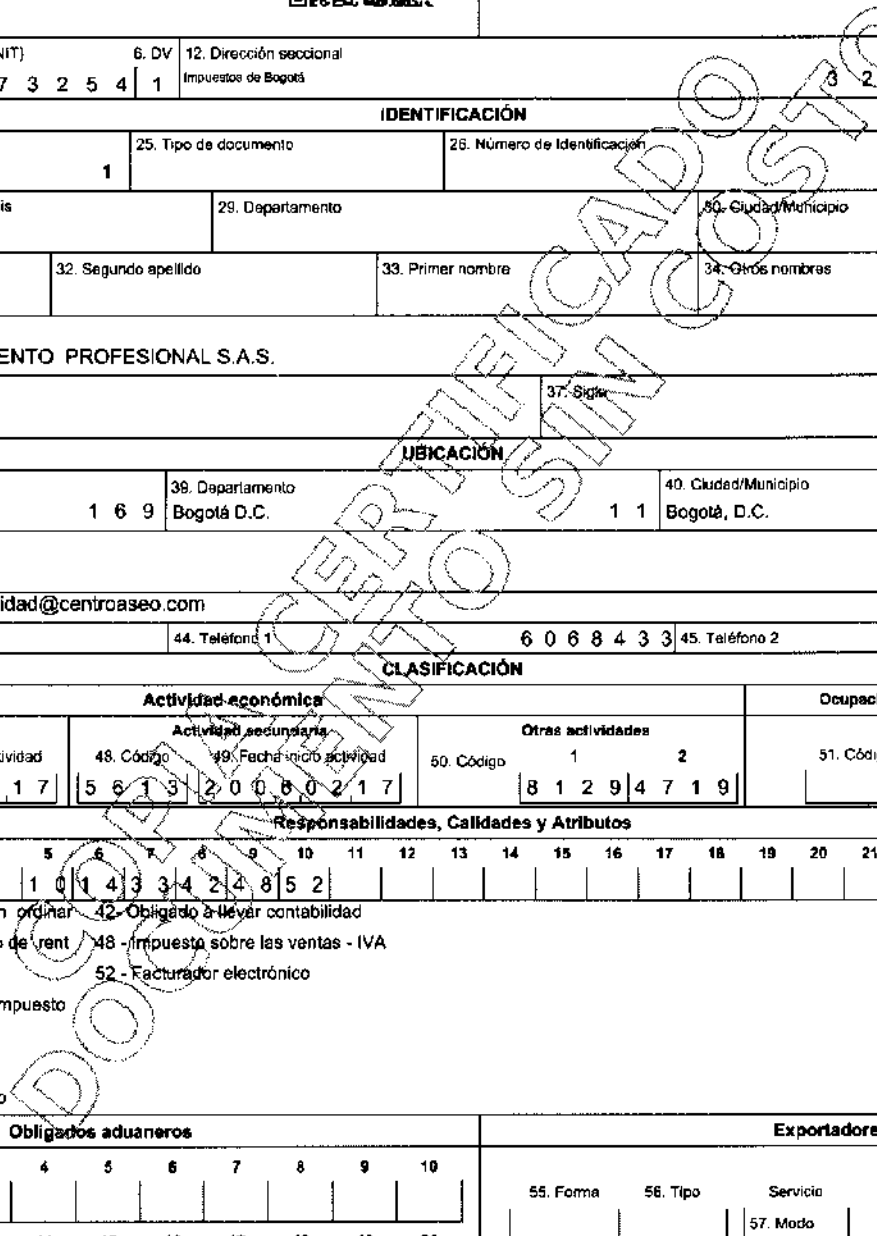 NIT)
6. DV
12. Dirección seccional
7 3 2 5 4
1
Impuestos de Bogotá
3 2
IDENTIFICACIÓN
25. Tipo de documento
26. Número de Identificación
1
is
29. Departamento
30. Ciudad/Municipio
32. Segundo apellido
33. Primer nombre
34. Otros nombres
ENTO PROFESIONAL S.A.S.
37. Sigla
UBICACIÓN
39. Departamento
40. Ciudad/Municipio
1 6 9
Bogotá D.C.
1 1
Bogotá, D.C.
idad@centroaseo.com
44. Teléfono 1
6 0 6 8 4 3 3
45. Teléfono 2
CLASIFICACIÓN
Actividad económica
Ocupaci
Actividad secundaria
Otras actividades
ividad
48. Código
49. Fecha inicio actividad
50. Código
1
2
51. Códi
1 7
5 6 1 3
2 0 0 6 0 2 1 7
8 1 2 9
4 7 1 9
Responsabilidades, Calidades y Atributos
5 6 7 8 9 10 11 12 13 14 15 16 17 18 19 20 21
1 0 1 4 3 3 4 2 4 8 5 2
n ordinar
42- Obligado a llevar contabilidad
o de rent
48 - Impuesto sobre las ventas - IVA
52 - Facturador electrónico
mpuesto
o
Obligados aduaneros
Exportadore
4 5 6 7 8 9 10
55. Forma
56. Tipo
Servicio
57. Modo
COPIA CERTIFICADO
DOCUMENTO SIN COSTO